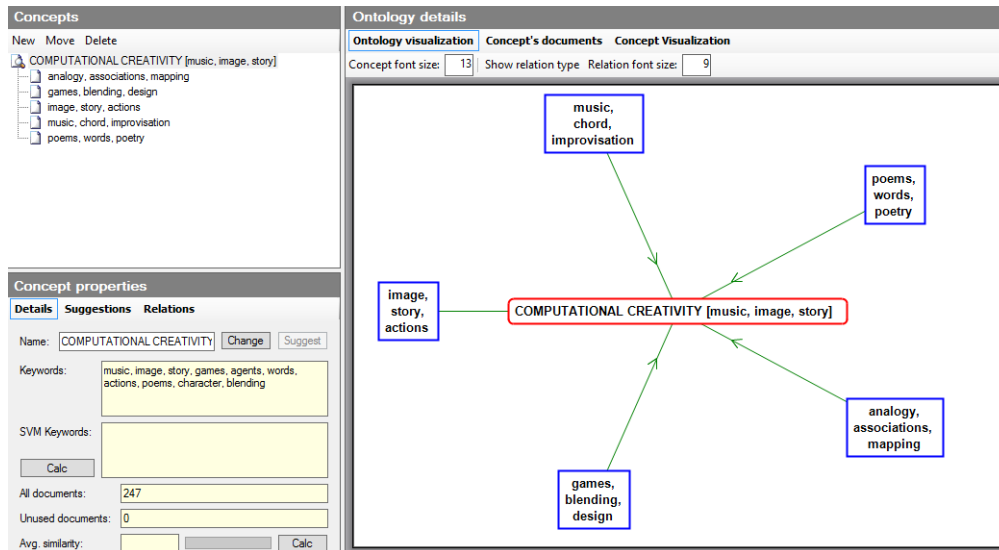 Concepts
New Move Delete
COMPUTATIONAL CREATIVITY [music, image, story]
analogy, associations, mapping
games, blending, design
image, story, actions
music, chord, improvisation
poems, words, poetry
Concept properties
Details Suggestions Relations
Name: COMPUTATIONAL CREATIVITY Change Suggest
Keywords: music, image, story, games, agents, words,
actions, poems, character, blending
SVM Keywords:
Calc
All documents: 247
Unused documents: 0
Avg. similarity: Calc
Ontology details
Ontology visualization Concept's documents Concept Visualization
Concept font size: 13 Show relation type Relation font size: 9
music,
chord,
improvisation
poems,
words,
poetry
image,
story,
actions
COMPUTATIONAL CREATIVITY [music, image, story]
analogy,
associations,
mapping
games,
blending,
design